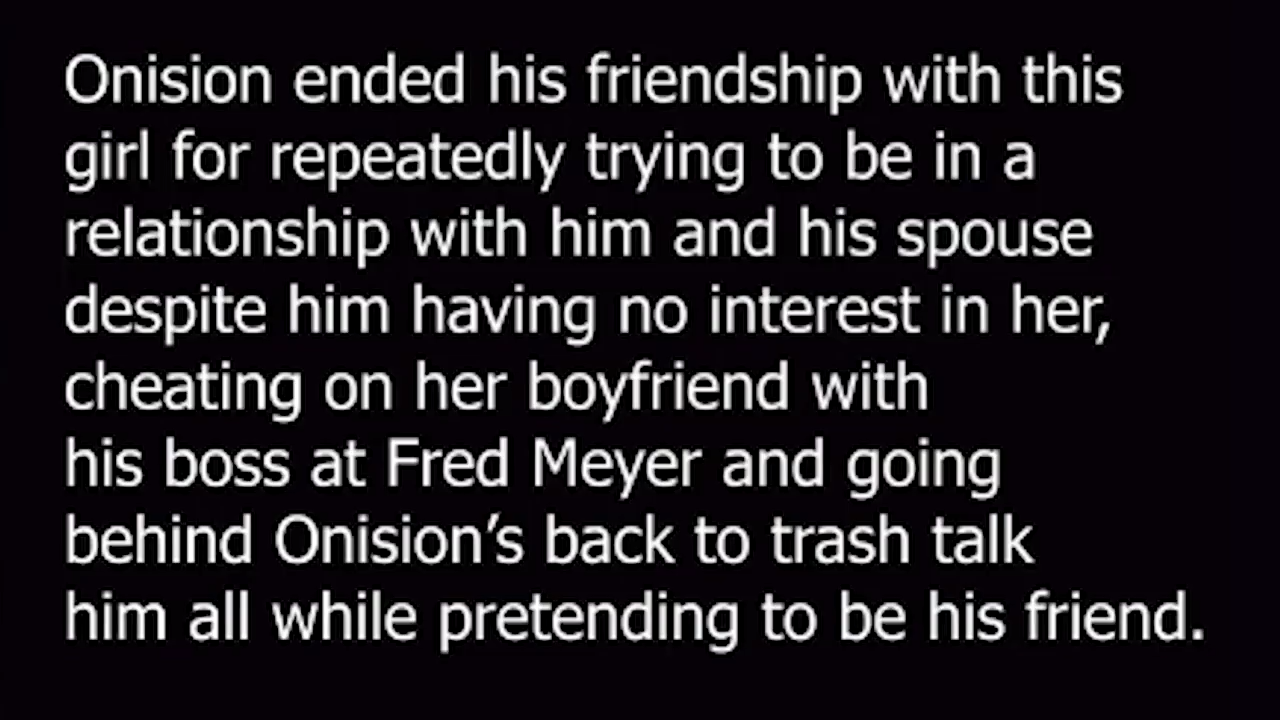 Onision ended his friendship with this
girl for repeatedly trying to be in a
relationship with him and his spouse
despite him having no interest in her,
cheating on her boyfriend with
his boss at Fred Meyer and going
behind Onision’s back to trash talk
him all while pretending to be his friend.